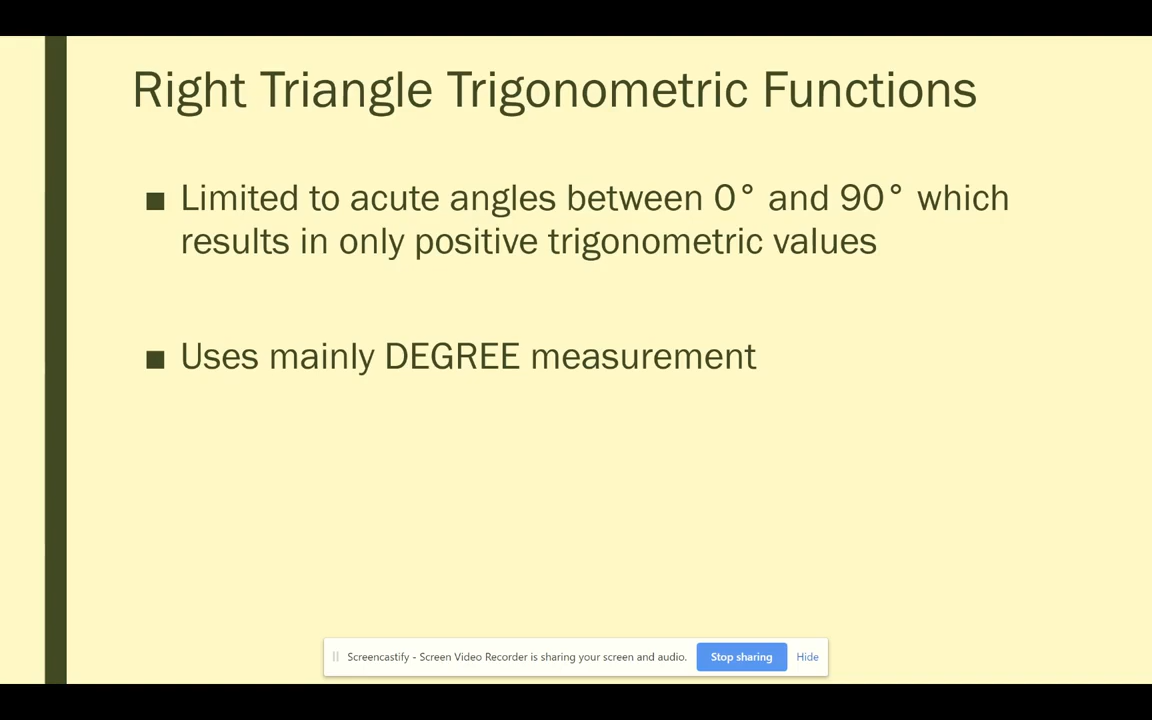 Right Triangle Trigonometric Functions
■ Limited to acute angles between 0° and 90° which
results in only positive trigonometric values
■ Uses mainly DEGREE measurement
Screencastify - Screen Video Recorder is sharing your screen and audio. Stop sharing Hide